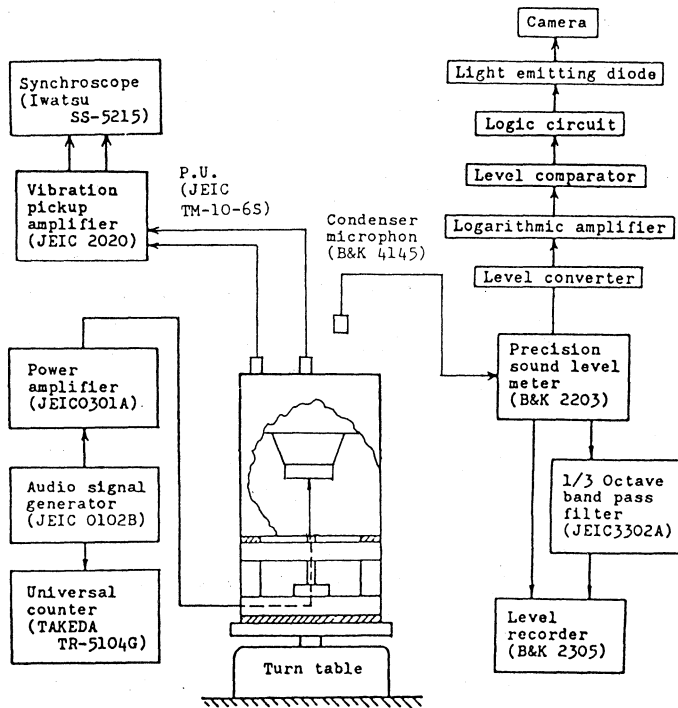 Camera
Light emitting diode
Logic circuit
Level comparator
Logarithmic amplifier
Level converter
Synchroscope
(Iwatsu
SS-5215)
Vibration
pickup
amplifier
(JEIC 2020)
P.U.
(JEIC
TM-10-6S)
Condenser
microphon
(B&K 4145)
Precision
sound level
meter
(B&K 2203)
Power
amplifier
(JEIC0301A)
Audio signal
generator
(JEIC 0102B)
Universal
counter
(TAKEDA
TR-5104G)
1/3 Octave
band pass
filter
(JEIC3302A)
Level
recorder
(B&K 2305)
Turn table